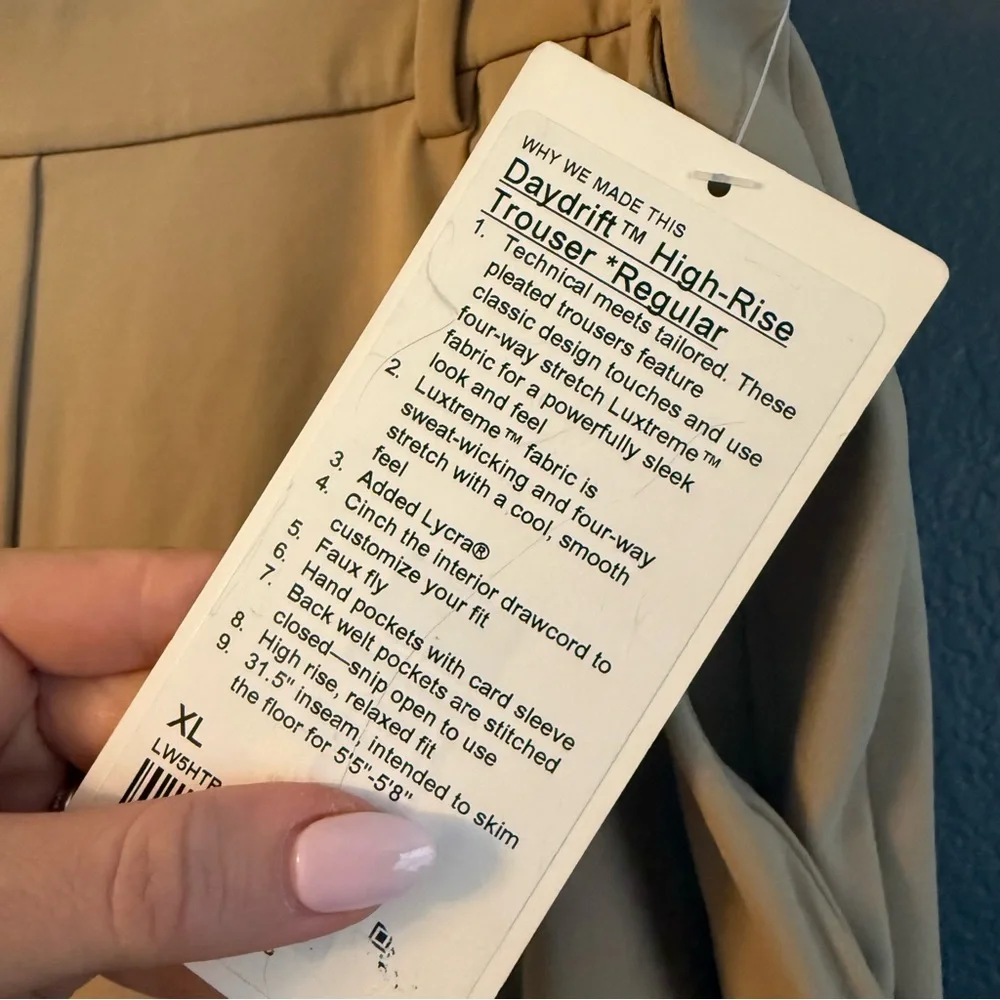 WHY WE MADE THIS
Daydrift™ High-Rise
Trouser *Regular
1. Technical meets tailored. These
pleated trousers feature
classic design touches and use
four-way stretch Luxtreme™
fabric for a powerfully sleek
look and feel
2. Luxtreme™ fabric is
sweat-wicking and four-way
stretch with a cool, smooth
feel
3. Added Lycra®
4. Cinch the interior drawcord to
customize your fit
5. Faux fly
6. Hand pockets with card sleeve
7. Back welt pockets are stitched
closed—snip open to use
8. High rise, relaxed fit
9. 31.5" inseam, intended to skim
the floor for 5'5"-5'8"
XL